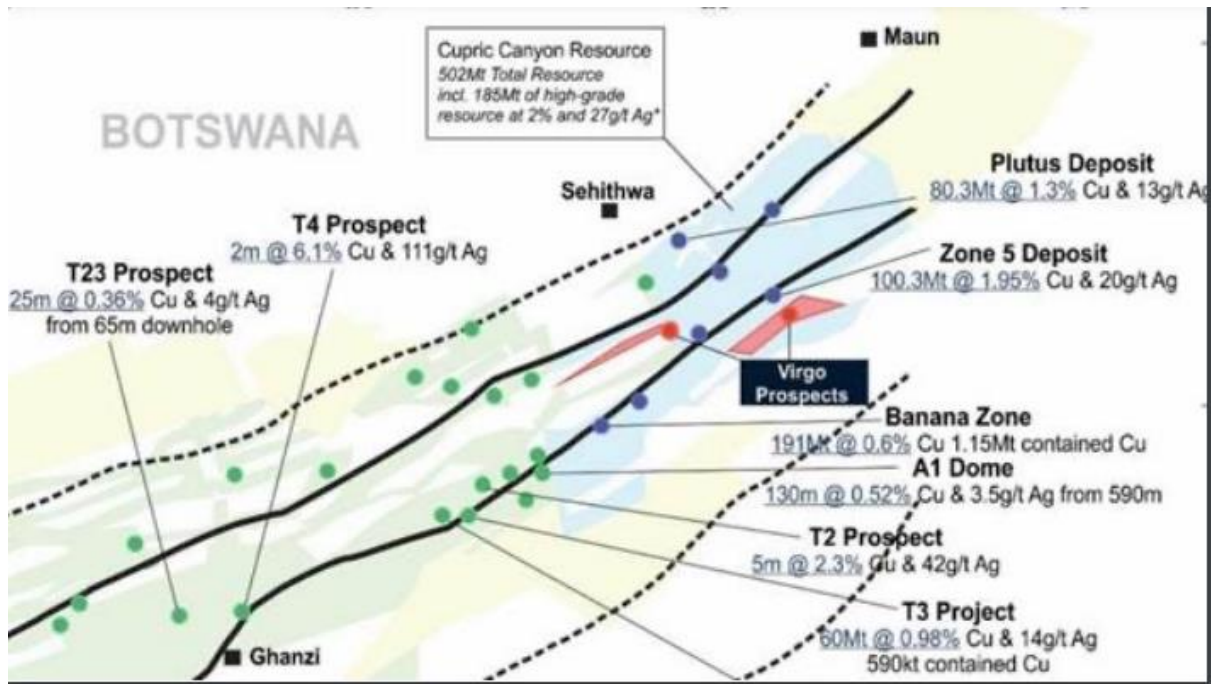 Maun
Cupric Canyon Resource
502Mt Total Resource
incl. 185Mt of high-grade
resource at 2% and 27g/t Ag*
BOTSWANA
Plutus Deposit
80.3Mt @ 1.3% Cu & 13g/t Ag
Sehithwa
T4 Prospect
2m @ 6.1% Cu & 111g/t Ag
Zone 5 Deposit
100.3Mt @ 1.95% Cu & 20g/t Ag
T23 Prospect
25m @ 0.36% Cu & 4g/t Ag
from 65m downhole
Virgo
Prospects
Banana Zone
191Mt @ 0.6% Cu 1.15Mt contained Cu
A1 Dome
130m @ 0.52% Cu & 3.5g/t Ag from 590m
T2 Prospect
5m @ 2.3% Cu & 42g/t Ag
T3 Project
60Mt @ 0.98% Cu & 14g/t Ag
590kt contained Cu
Ghanzi